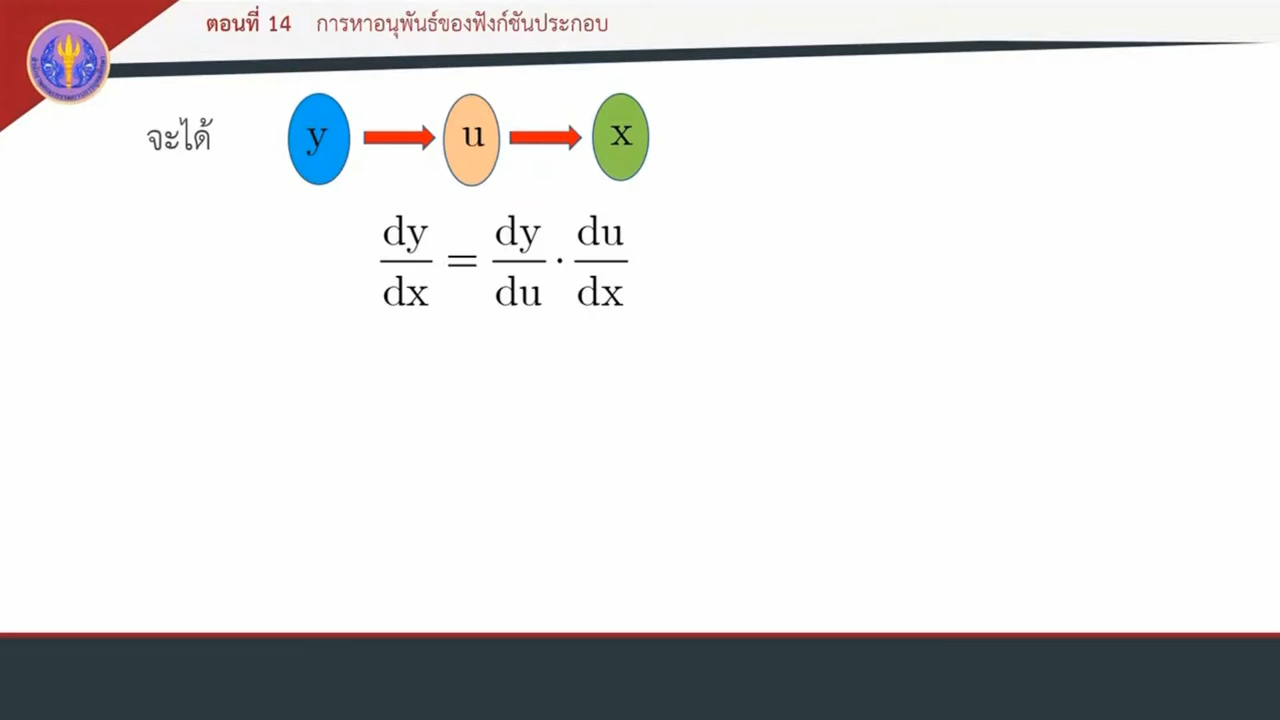 ตอนที่ 14 การหาอนุพันธ์ของฟังก์ชันประกอบ
จะได้ y u x
dy/dx = dy/du · du/dx